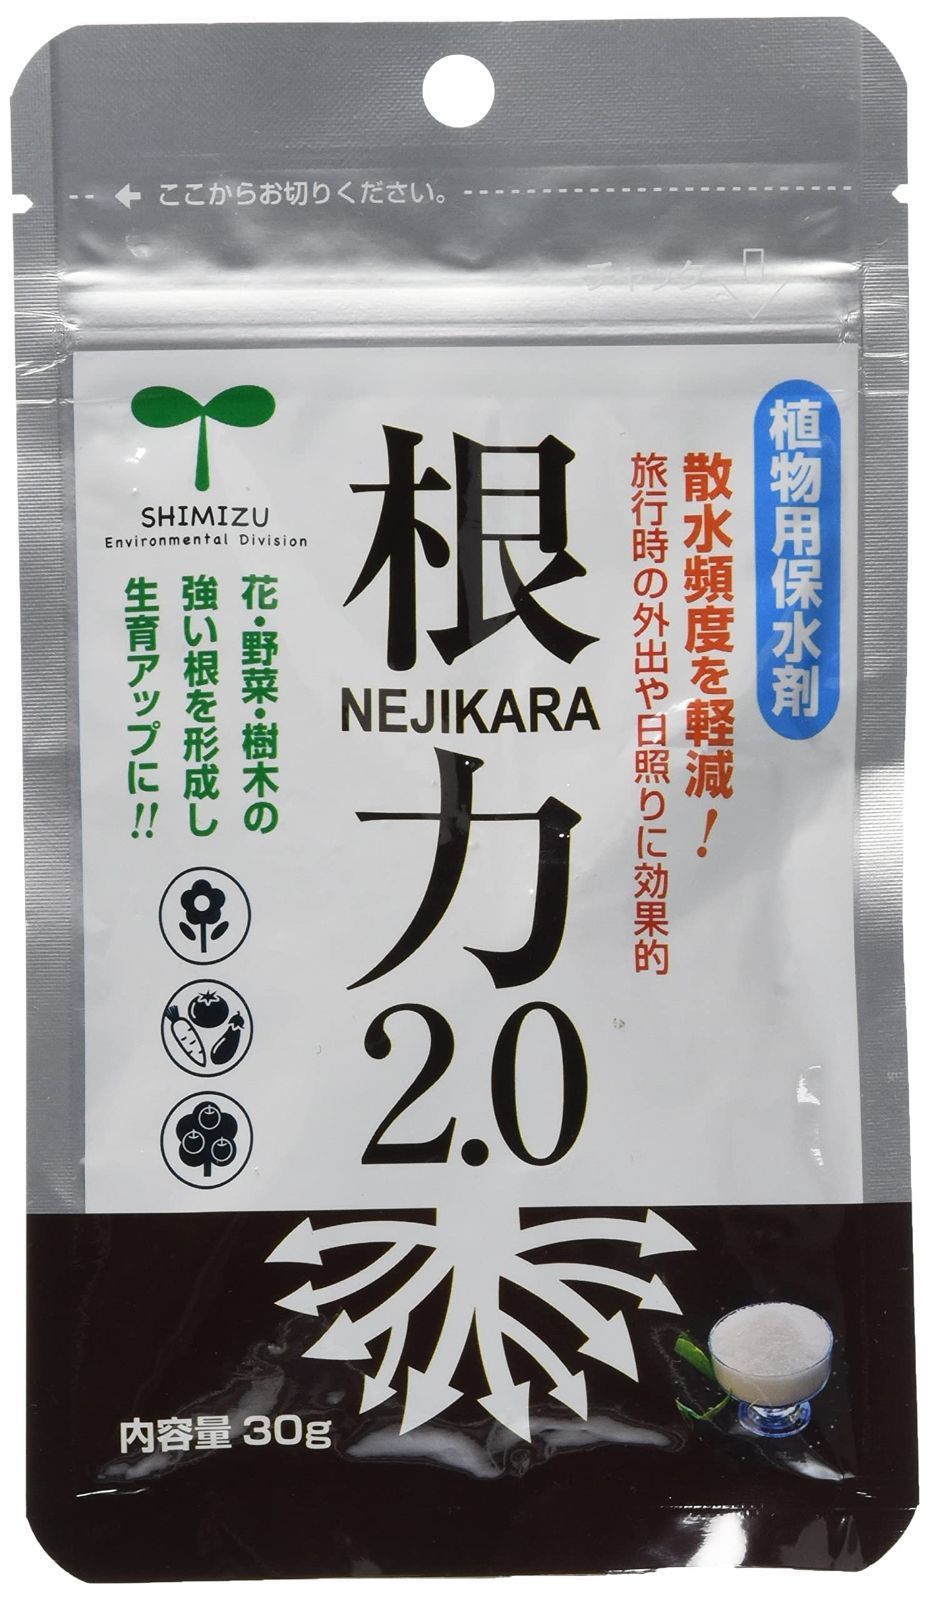 ここからお切りください。
チャック
植物用保水剤
散水頻度を軽減!
旅行時の外出や日照りに効果的
根
NEJIKARA
力
2.0
SHIMIZU
Environmental Division
花・野菜・樹木の
強い根を形成し
生育アップに!!
内容量 30g